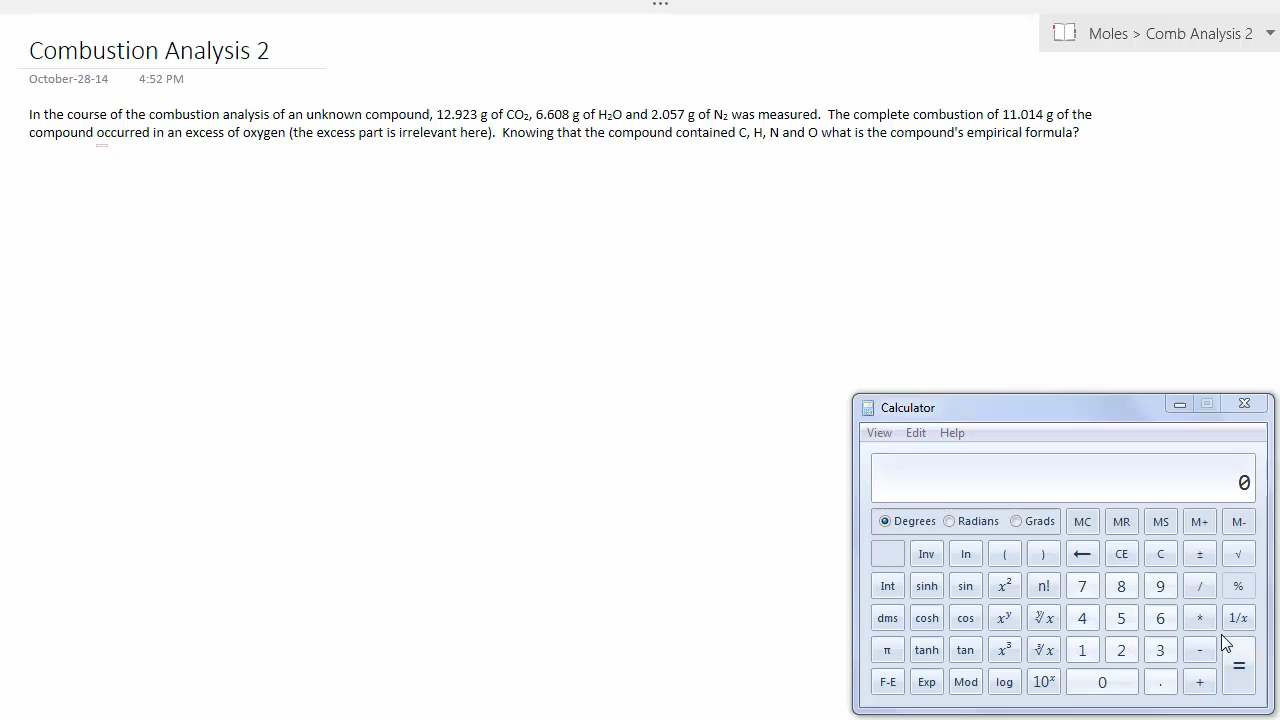 Moles > Comb Analysis 2
Combustion Analysis 2
October-28-14 4:52 PM
In the course of the combustion analysis of an unknown compound, 12.923 g of CO₂, 6.608 g of H₂O and 2.057 g of N₂ was measured. The complete combustion of 11.014 g of the
compound occurred in an excess of oxygen (the excess part is irrelevant here). Knowing that the compound contained C, H, N and O what is the compound's empirical formula?
Calculator
View Edit Help
0
Degrees Radians Grads MC MR MS M+ M-
Inv ln ( ) ← CE C ± √
Int sinh sin x² n! 7 8 9 / %
dms cosh cos xʸ ʸ√x 4 5 6 * 1/x
π tanh tan x³ ³√x 1 2 3 - =
F-E Exp Mod log 10ˣ 0 . +